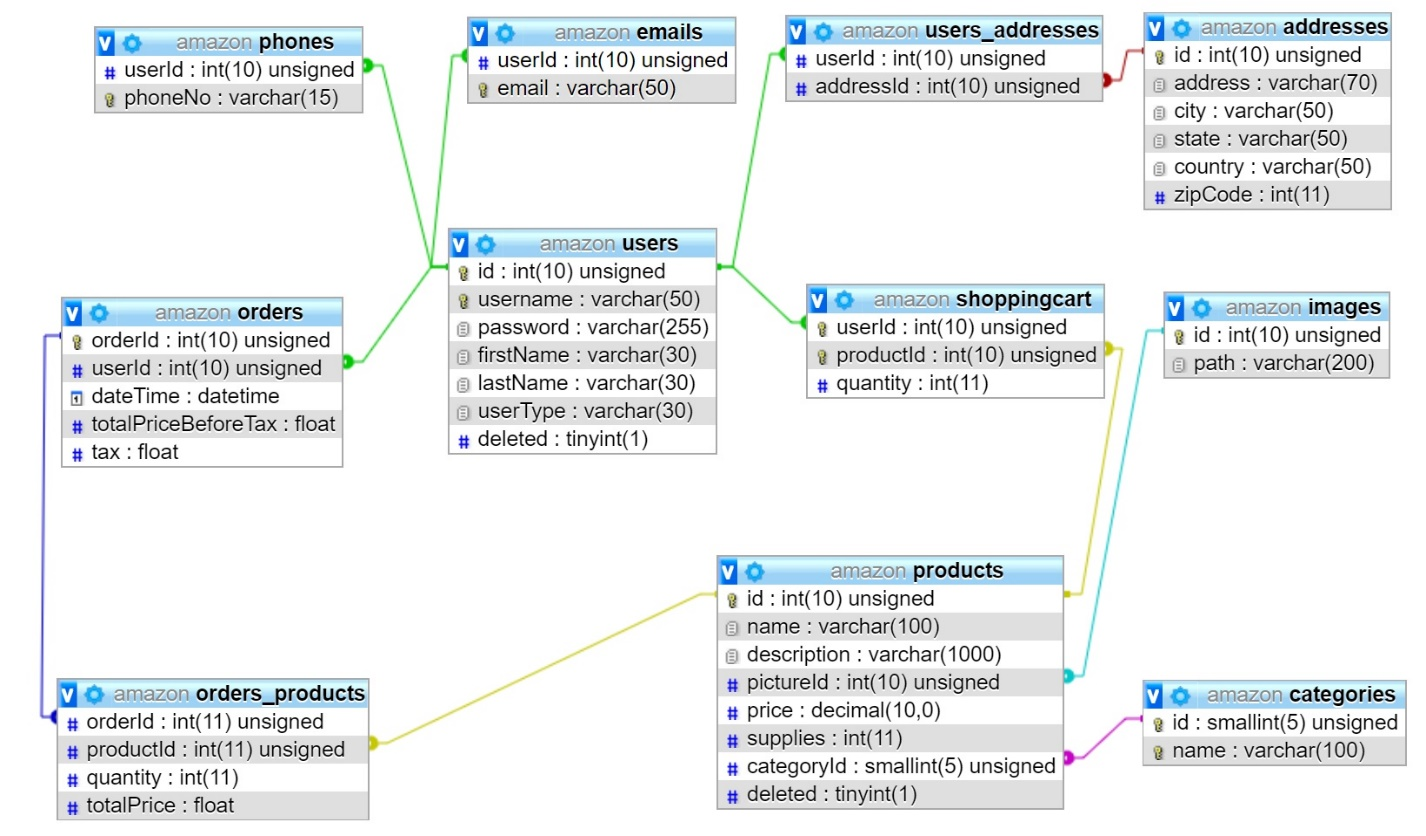 amazon phones
userId : int(10) unsigned
phoneNo : varchar(15)
amazon emails
userId : int(10) unsigned
email : varchar(50)
amazon users_addresses
userId : int(10) unsigned
addressId : int(10) unsigned
amazon addresses
id : int(10) unsigned
address : varchar(70)
city : varchar(50)
state : varchar(50)
country : varchar(50)
zipCode : int(11)
amazon users
id : int(10) unsigned
username : varchar(50)
password : varchar(255)
firstName : varchar(30)
lastName : varchar(30)
userType : varchar(30)
deleted : tinyint(1)
amazon orders
orderId : int(10) unsigned
userId : int(10) unsigned
dateTime : datetime
totalPriceBeforeTax : float
tax : float
amazon shoppingcart
userId : int(10) unsigned
productId : int(10) unsigned
quantity : int(11)
amazon images
id : int(10) unsigned
path : varchar(200)
amazon products
id : int(10) unsigned
name : varchar(100)
description : varchar(1000)
pictureId : int(10) unsigned
price : decimal(10,0)
supplies : int(11)
categoryId : smallint(5) unsigned
deleted : tinyint(1)
amazon orders_products
orderId : int(11) unsigned
productId : int(11) unsigned
quantity : int(11)
totalPrice : float
amazon categories
id : smallint(5) unsigned
name : varchar(100)